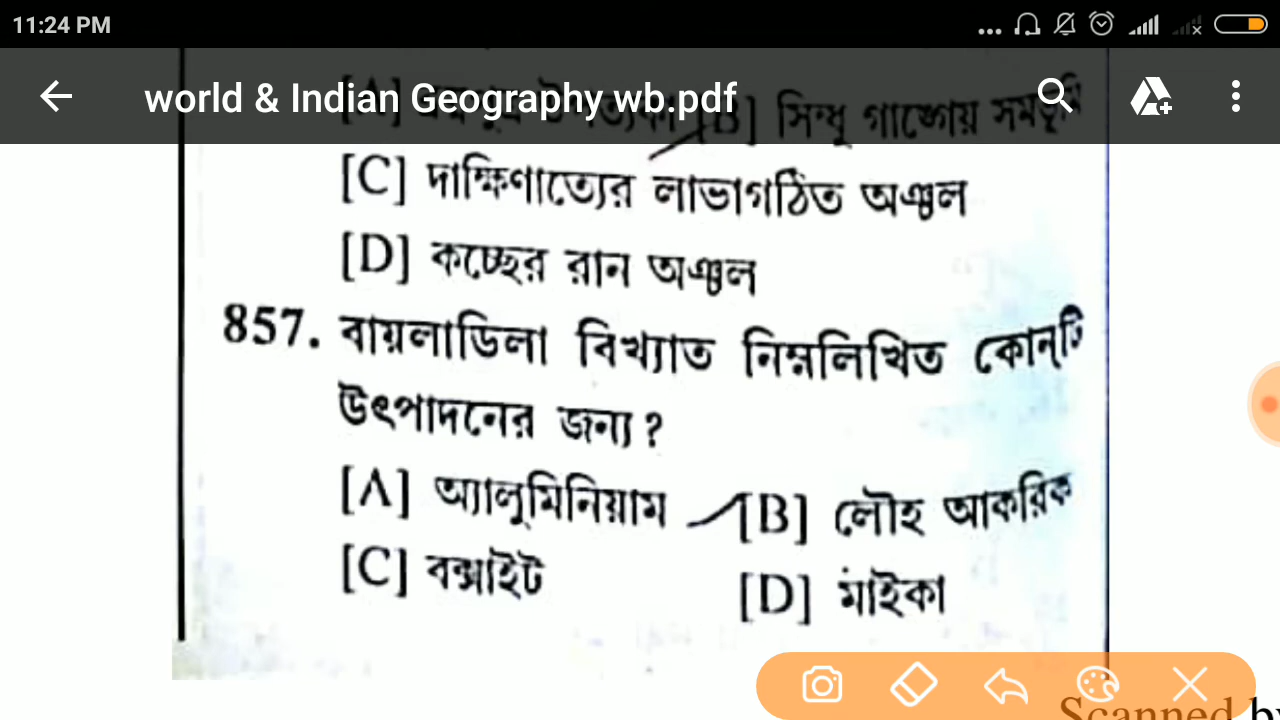 11:24 PM
world & Indian Geography wb.pdf
[B] সিন্ধু গাঙ্গেয়
[C] দাক্ষিণাত্যের লাভাগঠিত অঞ্চল
[D] কচ্ছের রান অঞ্চল
857. বায়লাডিলা বিখ্যাত নিম্নলিখিত কোন্‌টি
উৎপাদনের জন্য?
[A] অ্যালুমিনিয়াম [B] লৌহ আকরিক
[C] বক্সাইট [D] মাইকা
Scanned